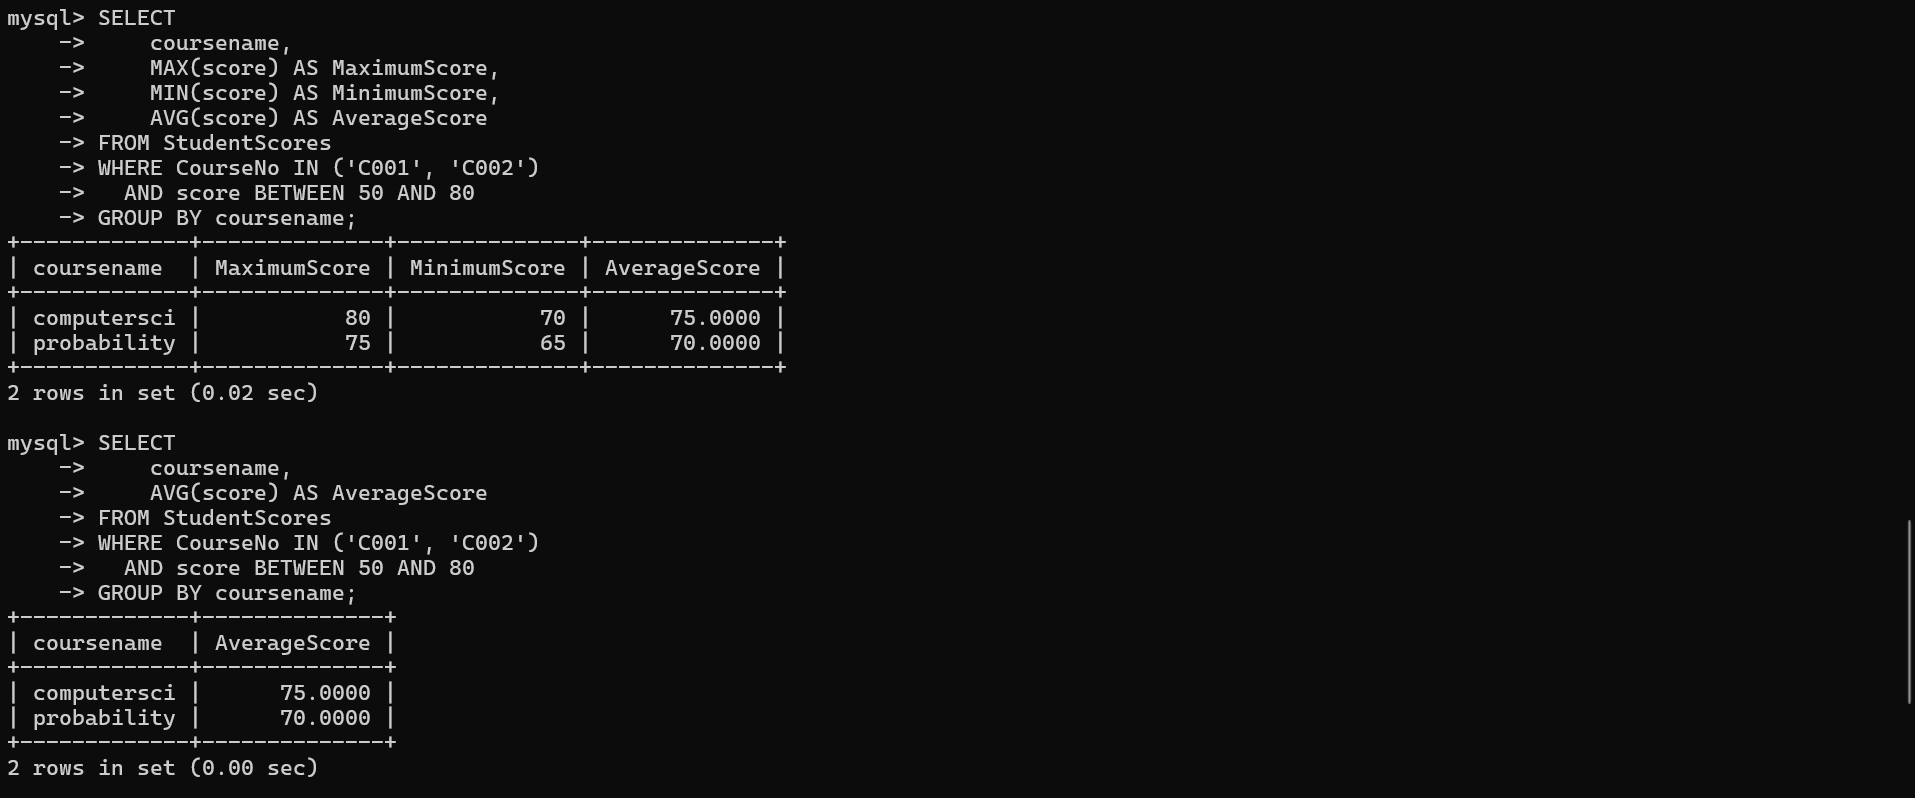 mysql> SELECT
    ->     coursename,
    ->     MAX(score) AS MaximumScore,
    ->     MIN(score) AS MinimumScore,
    ->     AVG(score) AS AverageScore
    -> FROM StudentScores
    -> WHERE CourseNo IN ('C001', 'C002')
    ->   AND score BETWEEN 50 AND 80
    -> GROUP BY coursename;
+-------------+--------------+--------------+--------------+
| coursename  | MaximumScore | MinimumScore | AverageScore |
+-------------+--------------+--------------+--------------+
| computersci |           80 |           70 |      75.0000 |
| probability |           75 |           65 |      70.0000 |
+-------------+--------------+--------------+--------------+
2 rows in set (0.02 sec)

mysql> SELECT
    ->     coursename,
    ->     AVG(score) AS AverageScore
    -> FROM StudentScores
    -> WHERE CourseNo IN ('C001', 'C002')
    ->   AND score BETWEEN 50 AND 80
    -> GROUP BY coursename;
+-------------+--------------+
| coursename  | AverageScore |
+-------------+--------------+
| computersci |      75.0000 |
| probability |      70.0000 |
+-------------+--------------+
2 rows in set (0.00 sec)